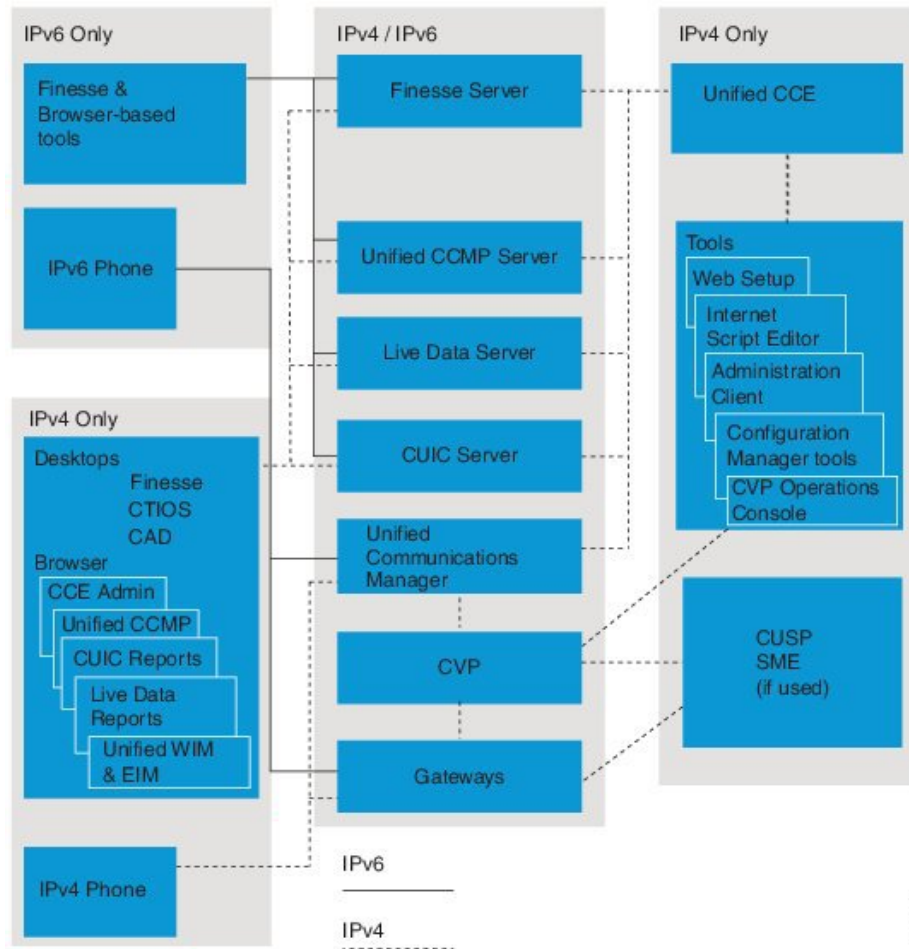 IPv6 Only
Finesse &
Browser-based
tools
IPv6 Phone
IPv4 Only
Desktops
Finesse
CTIOS
CAD
Browser
CCE Admin
Unified CCMP
CUIC Reports
Live Data
Reports
Unified WIM
& EIM
IPv4 Phone
IPv4 / IPv6
Finesse Server
Unified CCMP Server
Live Data Server
CUIC Server
Unified
Communications
Manager
CVP
Gateways
IPv6
IPv4
IPv4 Only
Unified CCE
Tools
Web Setup
Internet
Script Editor
Administration
Client
Configuration
Manager tools
CVP Operations
Console
CUSP
SME
(if used)